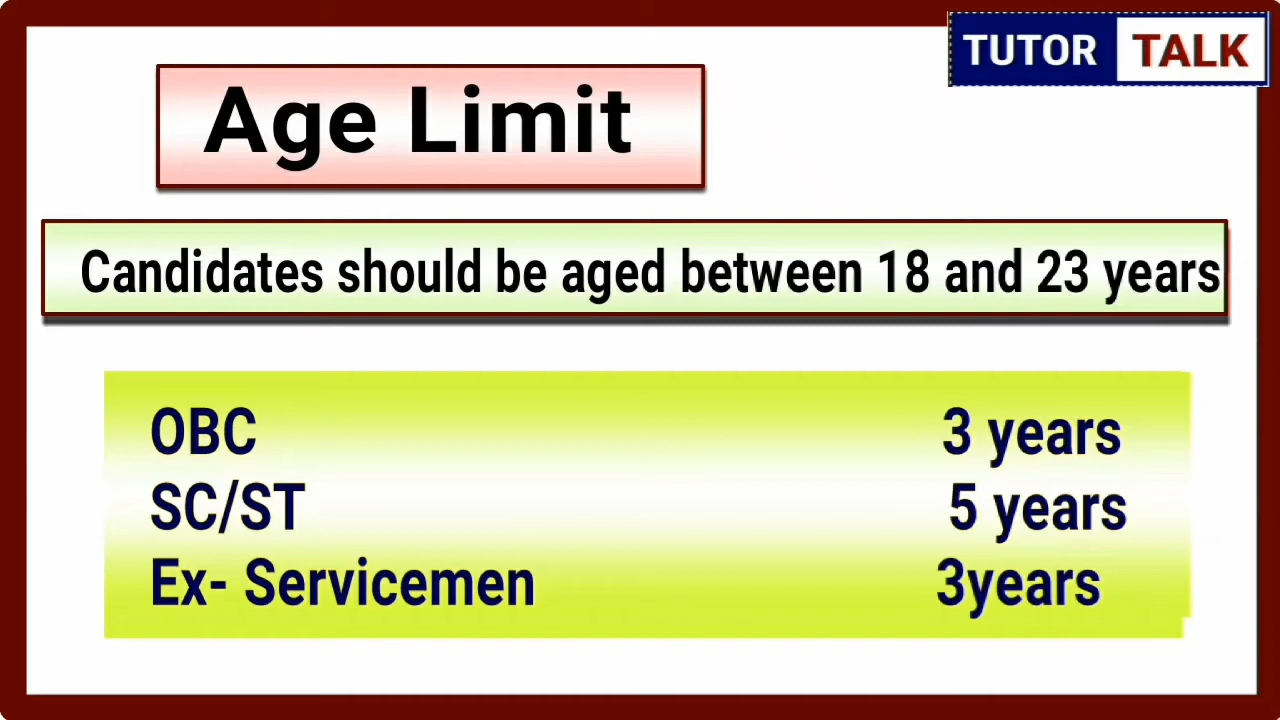 TUTOR TALK
Age Limit
Candidates should be aged between 18 and 23 years
OBC 3 years
SC/ST 5 years
Ex- Servicemen 3years